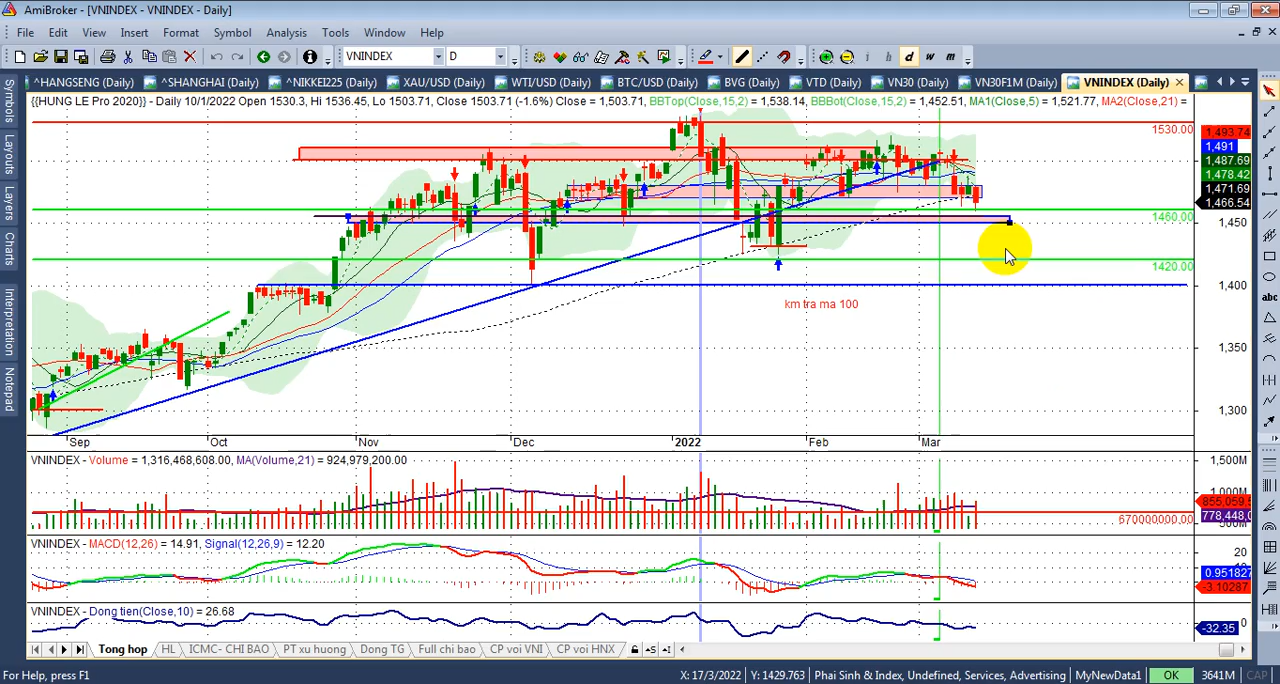 AmiBroker - [VNINDEX - VNINDEX - Daily]
File Edit View Insert Format Symbol Analysis Tools Window Help
VNINDEX D i h d w m
^HANGSENG (Daily) ^SHANGHAI (Daily) ^NIKKEI225 (Daily) XAU/USD (Daily) WTI/USD (Daily) BTC/USD (Daily) BVG (Daily) VTD (Daily) VN30 (Daily) VN30F1M (Daily) VNINDEX (Daily)
{{HUNG LE Pro 2020}} - Daily 10/1/2022 Open 1530.3, Hi 1536.45, Lo 1503.71, Close 1503.71 (-1.6%) Close = 1,503.71, BBTop(Close,15,2) = 1,538.14, BBBot(Close,15,2) = 1,452.51, MA1(Close,5) = 1,521.77, MA2(Close,21) =
Symbols
Layouts
Layers
Charts
Interpretation
Notepad
1530.00
1,493.74
1,491
1,487.69
1,478.42
1,471.69
1,466.54
1460.00
1,450
1420.00
1,400
km tra ma 100
1,350
1,300
Sep Oct Nov Dec 2022 Feb Mar
VNINDEX - Volume = 1,316,468,608.00, MA(Volume,21) = 924,979,200.00
1,500M
1,000M
855,059,5
778,448,0
670000000.00
VNINDEX - MACD(12,26) = 14.91, Signal(12,26,9) = 12.20
20
0.951827
-3.10287
VNINDEX - Dong tien(Close,10) = 26.68
0
-32.35
Tong hop HL ICMC- CHI BAO PT xu huong Dong TG Full chi bao CP voi VNI CP voi HNX
For Help, press F1 X: 17/3/2022 Y: 1429.763 Phai Sinh & Index, Undefined, Services, Advertising MyNewData1 OK 3641M CAP
abc